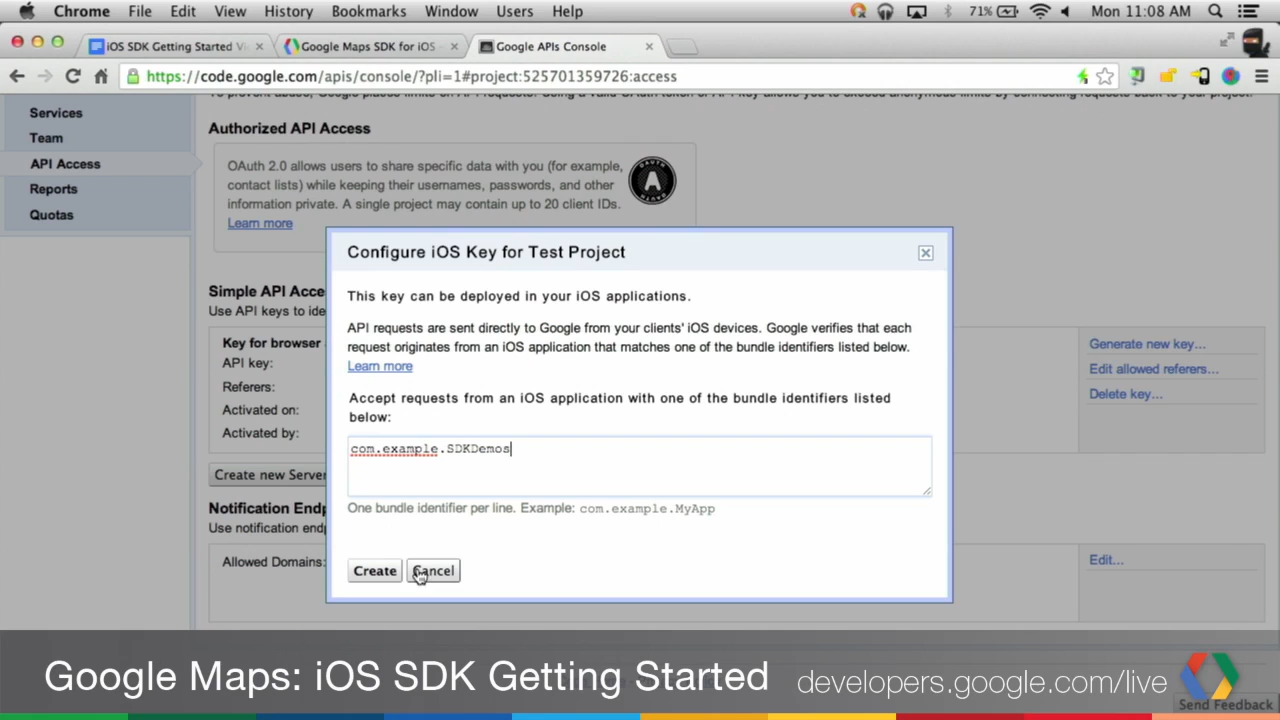 Chrome File Edit View History Bookmarks Window Users Help 71% Mon 11:08 AM
iOS SDK Getting Started Vi
Google Maps SDK for iOS
Google APIs Console
https://code.google.com/apis/console/?pli=1#project:525701359726:access
Services
Team
API Access
Reports
Quotas
Authorized API Access
OAuth 2.0 allows users to share specific data with you (for example,
contact lists) while keeping their usernames, passwords, and other
information private. A single project may contain up to 20 client IDs.
Learn more
OAUTH
A
Simple API Acce
Use API keys to ide
Key for browser
API key:
Referers:
Activated on:
Activated by:
Generate new key...
Edit allowed referers...
Delete key...
Create new Server
Notification Endp
Use notification endp
Allowed Domains:
Edit...
Configure iOS Key for Test Project
This key can be deployed in your iOS applications.
API requests are sent directly to Google from your clients' iOS devices. Google verifies that each
request originates from an iOS application that matches one of the bundle identifiers listed below.
Learn more
Accept requests from an iOS application with one of the bundle identifiers listed
below:
com.example.SDKDemos
One bundle identifier per line. Example: com.example.MyApp
Create
Cancel
Google Maps: iOS SDK Getting Started
developers.google.com/live
Send Feedback